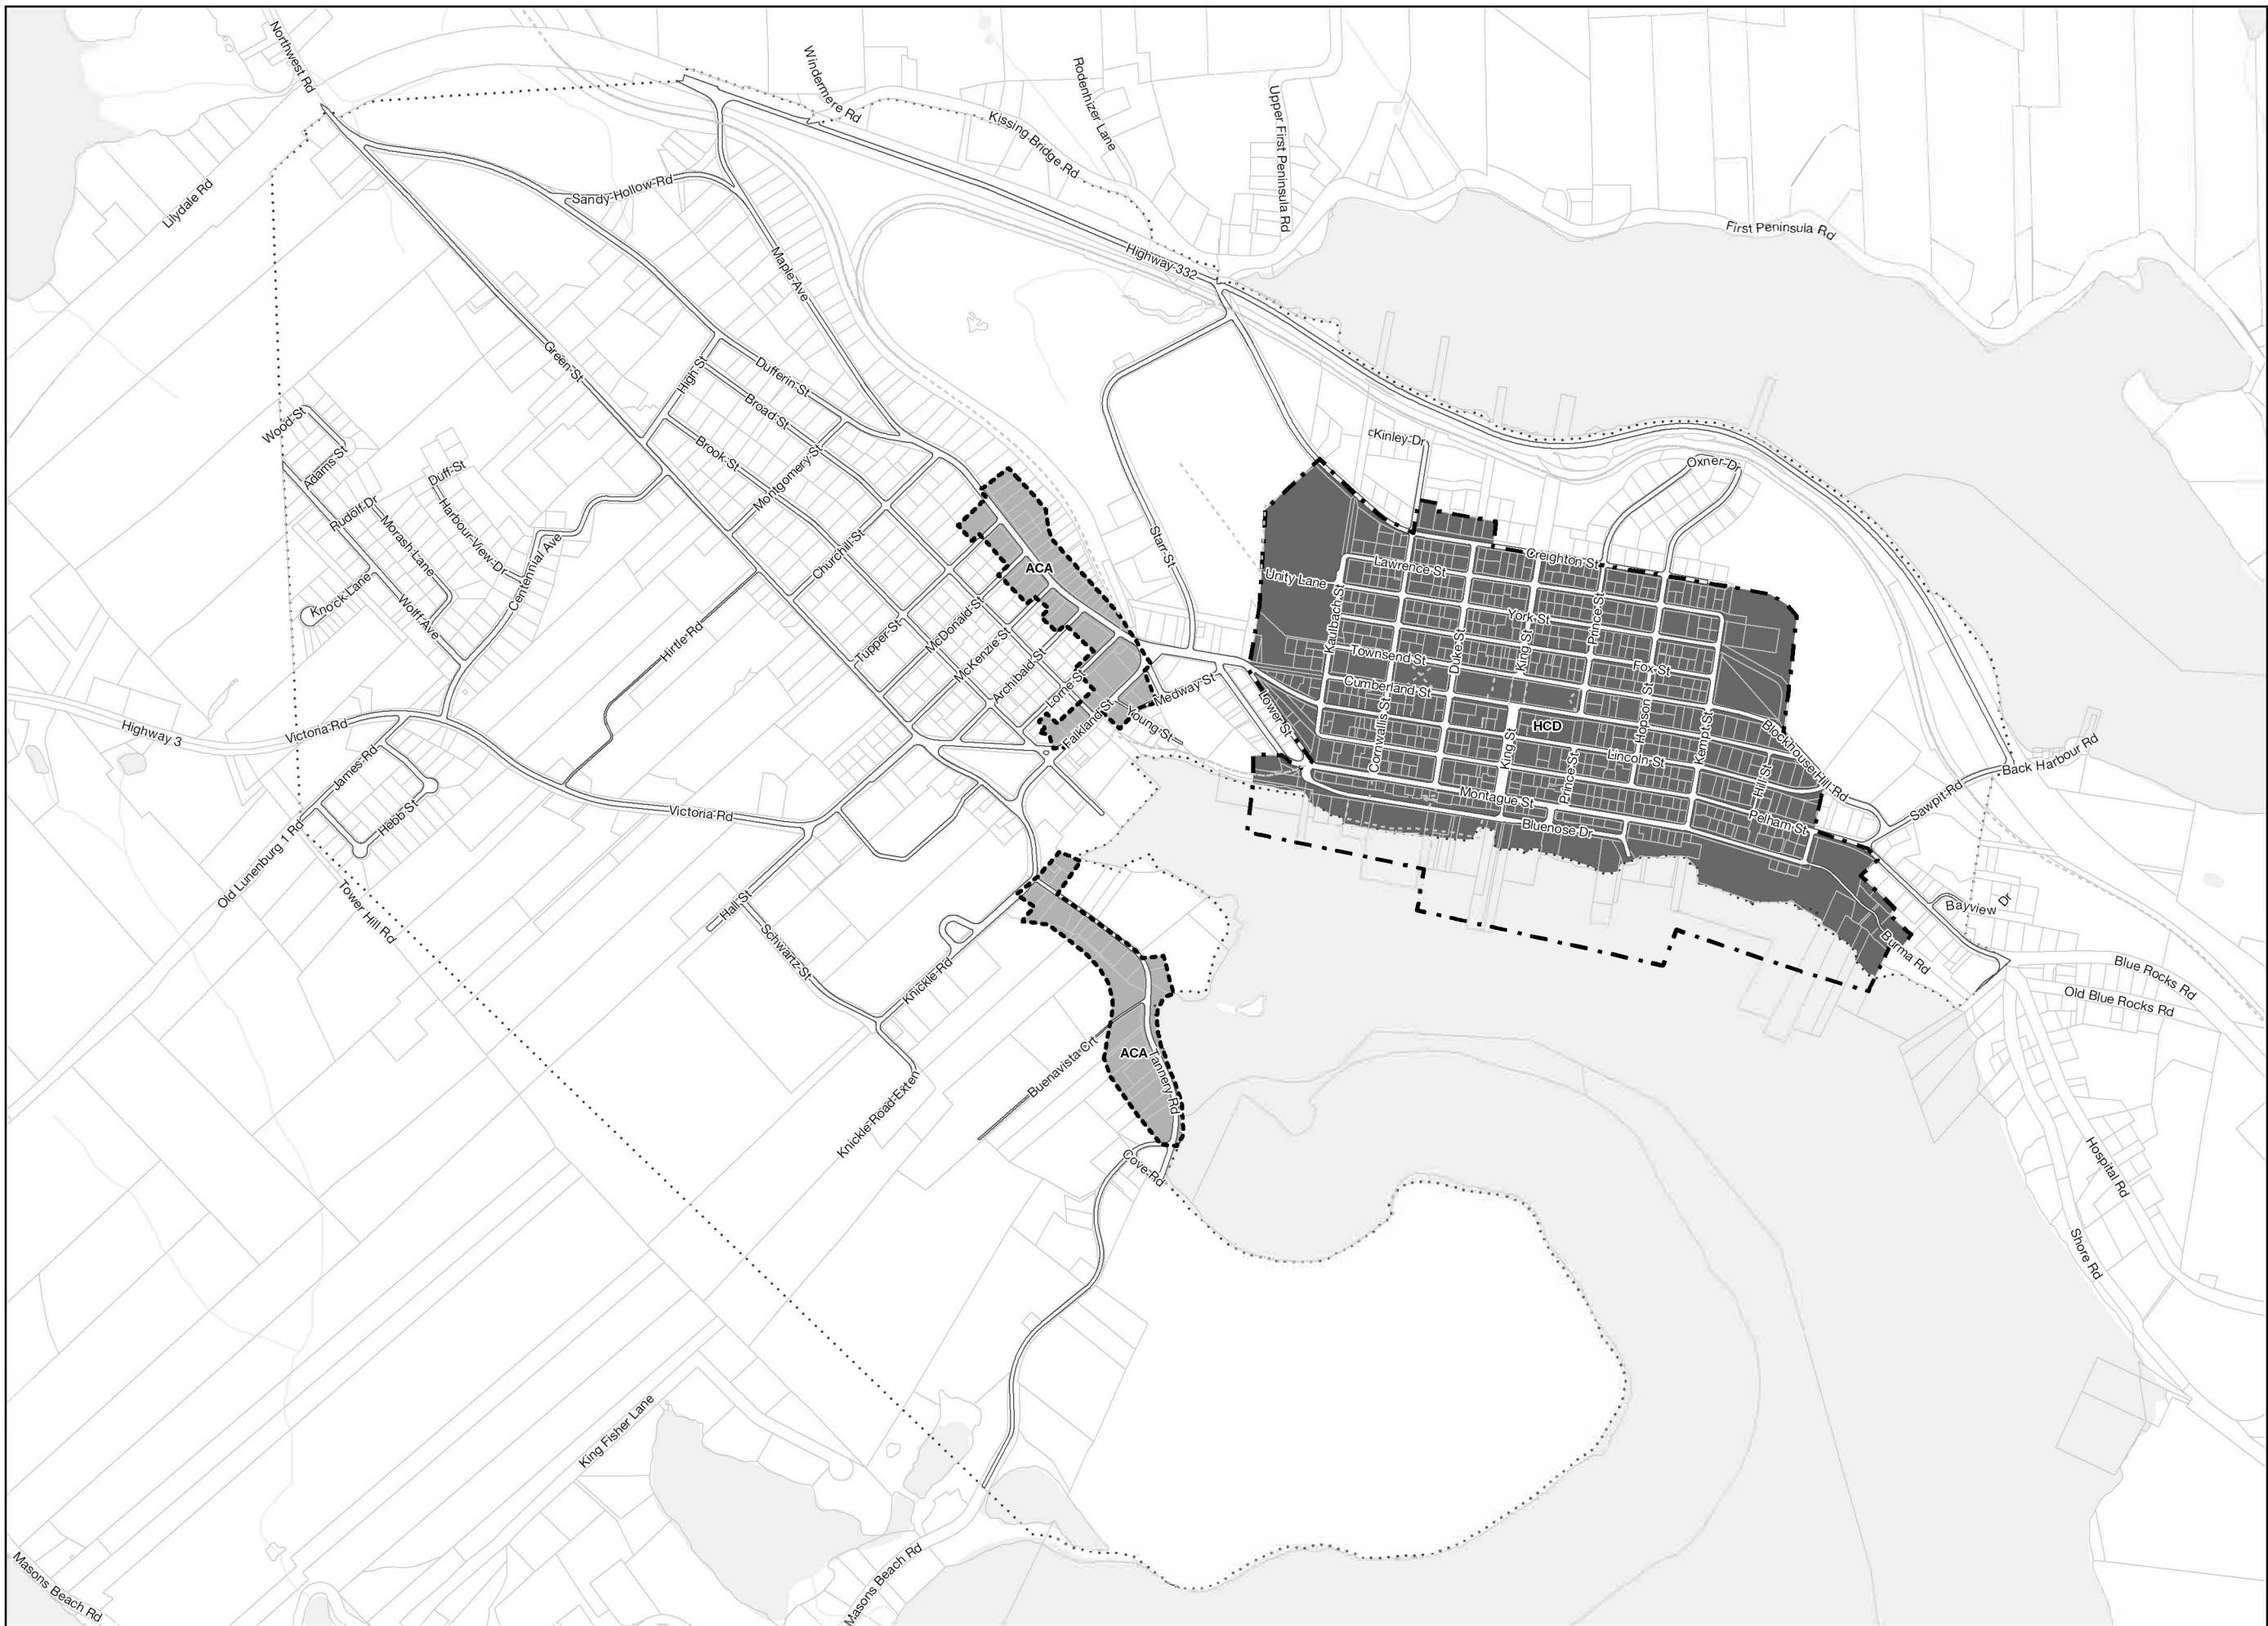 Northwest Rd
Windermere Rd
Rodenhizer Lane
Kissing Bridge Rd
Upper First Peninsula Rd
Lilydale Rd
Sandy Hollow Rd
First Peninsula Rd
Highway 332
Maple Ave
Green St
High St
Dufferin St
Broad St
Brook St
Montgomery St
Wood St
Adams St
Duff St
Rudolf Dr
Morash Lane
Harbour View Dr
Centennial Ave
Knock Lane
Wolff Ave
Churchill St
Hirtle Rd
Tupper St
McDonald St
McKenzie St
Archibald St
Lorne St
Falkland St
Young St
Medway St
ACA
Starr St
Kinley Dr
Oxner Dr
Creighton St
Lawrence St
Unity Lane
Kaulbach St
York St
Prince St
Duke St
King St
Townsend St
Fox St
Cumberland St
Hopson St
Lower St
Cornwallis St
HCD
King St
Kempt St
Blockhouse Hill Rd
Lincoln St
Prince St
Hill St
Montague St
Pelham St
Bluenose Dr
Back Harbour Rd
Sawpit Rd
Bayview Dr
Burma Rd
Blue Rocks Rd
Old Blue Rocks Rd
Hospital Rd
Shore Rd
Highway 3
Victoria Rd
James Rd
Hebb St
Victoria Rd
Old Lunenburg 1 Rd
Tower Hill Rd
Hall St
Schwartz St
Knickle Rd
Knickle Road Exten
Buenavista Crt
ACA
Tannery Rd
Cove Rd
King Fisher Lane
Masons Beach Rd
Masons Beach Rd